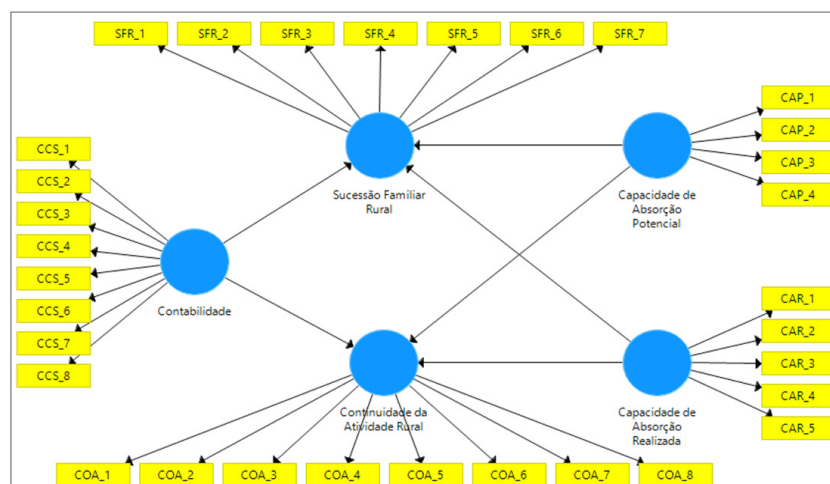 SFR_1
SFR_2
SFR_3
SFR_4
SFR_5
SFR_6
SFR_7
CAP_1
CAP_2
CAP_3
CAP_4
CCS_1
CCS_2
CCS_3
CCS_4
CCS_5
CCS_6
CCS_7
CCS_8
Sucessão Familiar
Rural
Capacidade de
Absorção
Potencial
Contabilidade
CAR_1
CAR_2
CAR_3
CAR_4
CAR_5
Continuidade da
Atividade Rural
Capacidade de
Absorção
Realizada
COA_1
COA_2
COA_3
COA_4
COA_5
COA_6
COA_7
COA_8